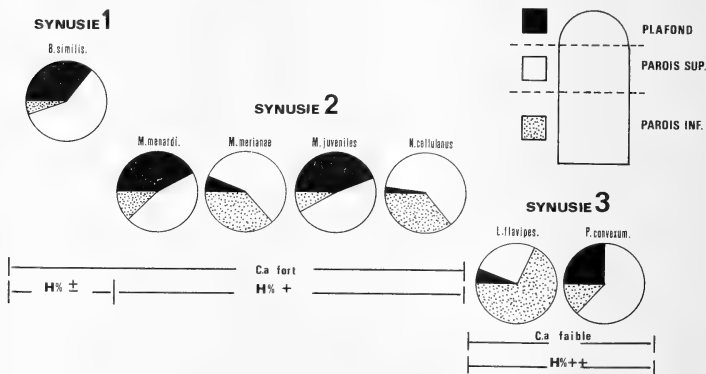 SYNUSIE 1
B.similis.
SYNUSIE 2
M.menardi.
M.merianae
M.juveniles
N.cellulanus
PLAFOND
PAROIS SUP.
PAROIS INF.
SYNUSIE 3
L.flavipes.
P.convexum.
C.a fort
H% ±
H% +
C.a faible
H%++